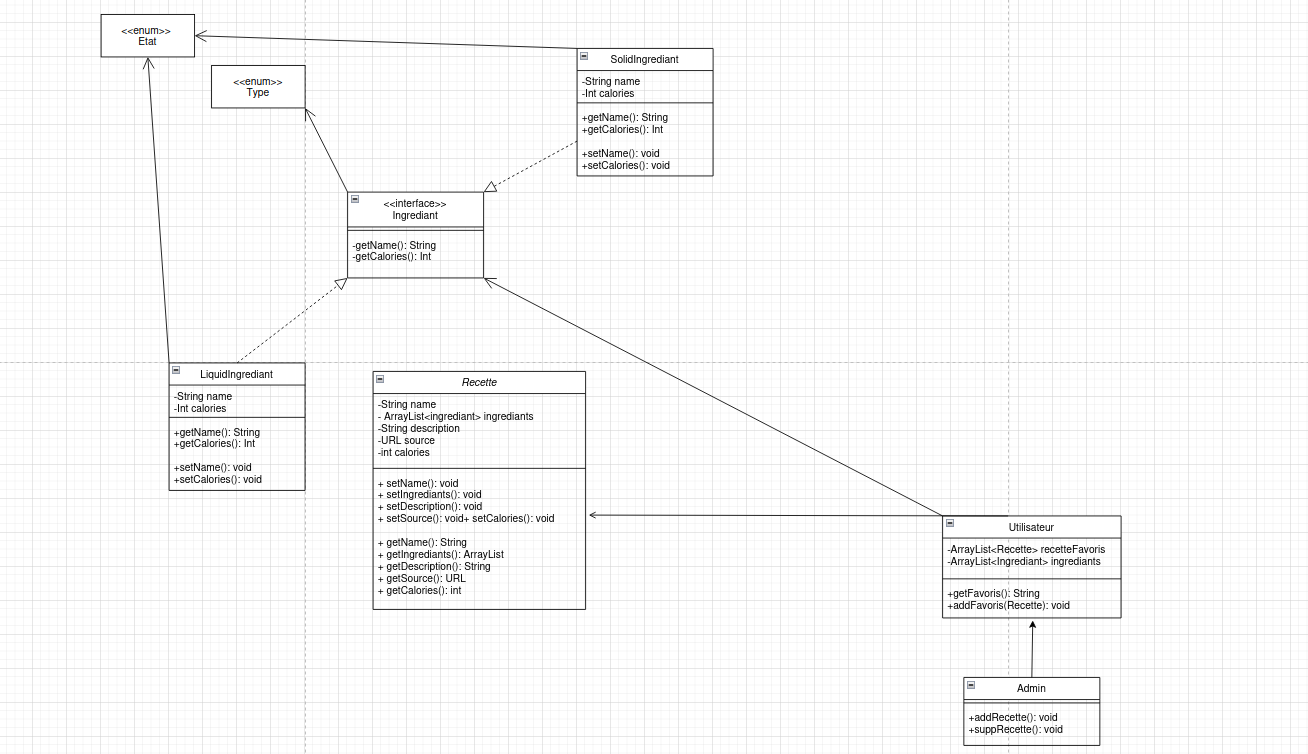 <<enum>>
Etat
<<enum>>
Type
SolidIngrediant
-String name
-Int calories
+getName(): String
+getCalories(): Int
+setName(): void
+setCalories(): void
<<interface>>
Ingrediant
-getName(): String
-getCalories(): Int
LiquidIngrediant
-String name
-Int calories
+getName(): String
+getCalories(): Int
+setName(): void
+setCalories(): void
Recette
-String name
- ArrayList<ingrediant> ingrediants
-String description
-URL source
-int calories
+ setName(): void
+ setIngrediants(): void
+ setDescription(): void
+ setSource(): void+ setCalories(): void
+ getName(): String
+ getIngrediants(): ArrayList
+ getDescription(): String
+ getSource(): URL
+ getCalories(): int
Utilisateur
-ArrayList<Recette> recetteFavoris
-ArrayList<Ingrediant> ingrediants
+getFavoris(): String
+addFavoris(Recette): void
Admin
+addRecette(): void
+suppRecette(): void